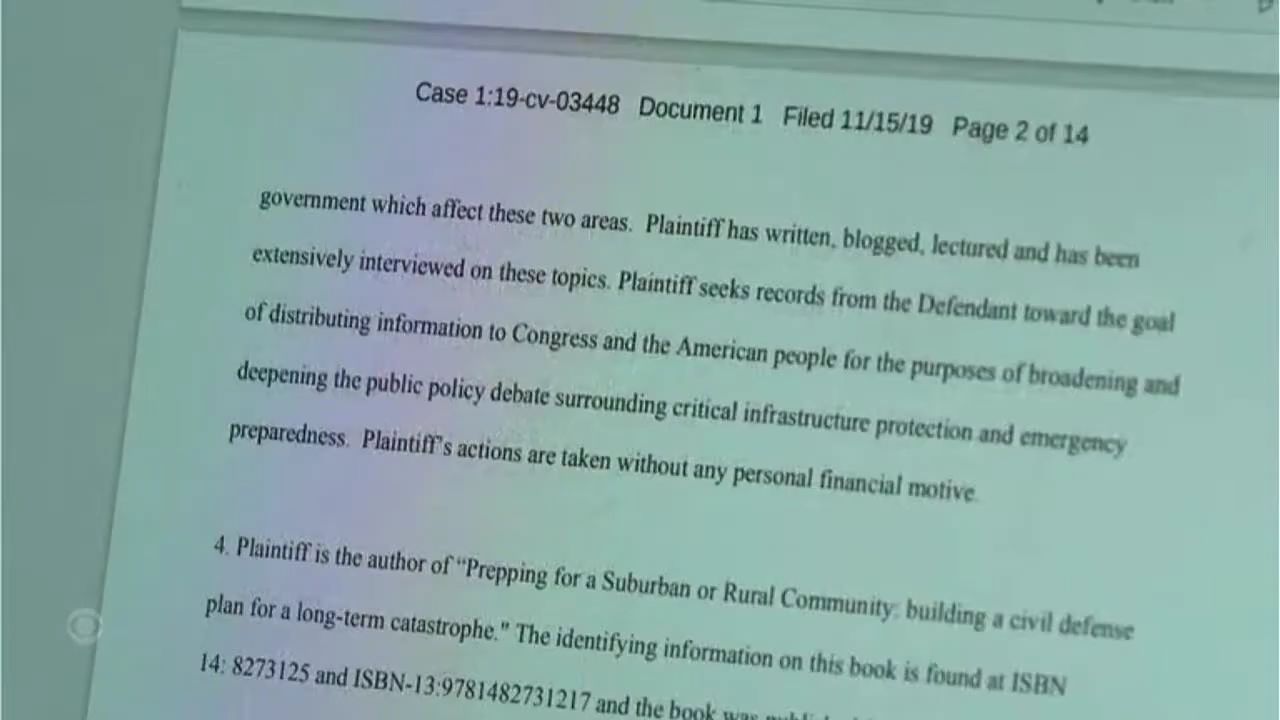 Case 1:19-cv-03448 Document 1 Filed 11/15/19 Page 2 of 14
government which affect these two areas. Plaintiff has written, blogged, lectured and has been
extensively interviewed on these topics. Plaintiff seeks records from the Defendant toward the goal
of distributing information to Congress and the American people for the purposes of broadening and
deepening the public policy debate surrounding critical infrastructure protection and emergency
preparedness. Plaintiff's actions are taken without any personal financial motive.
4. Plaintiff is the author of "Prepping for a Suburban or Rural Community: building a civil defense
plan for a long-term catastrophe." The identifying information on this book is found at ISBN
14: 8273125 and ISBN-13:9781482731217 and the book was